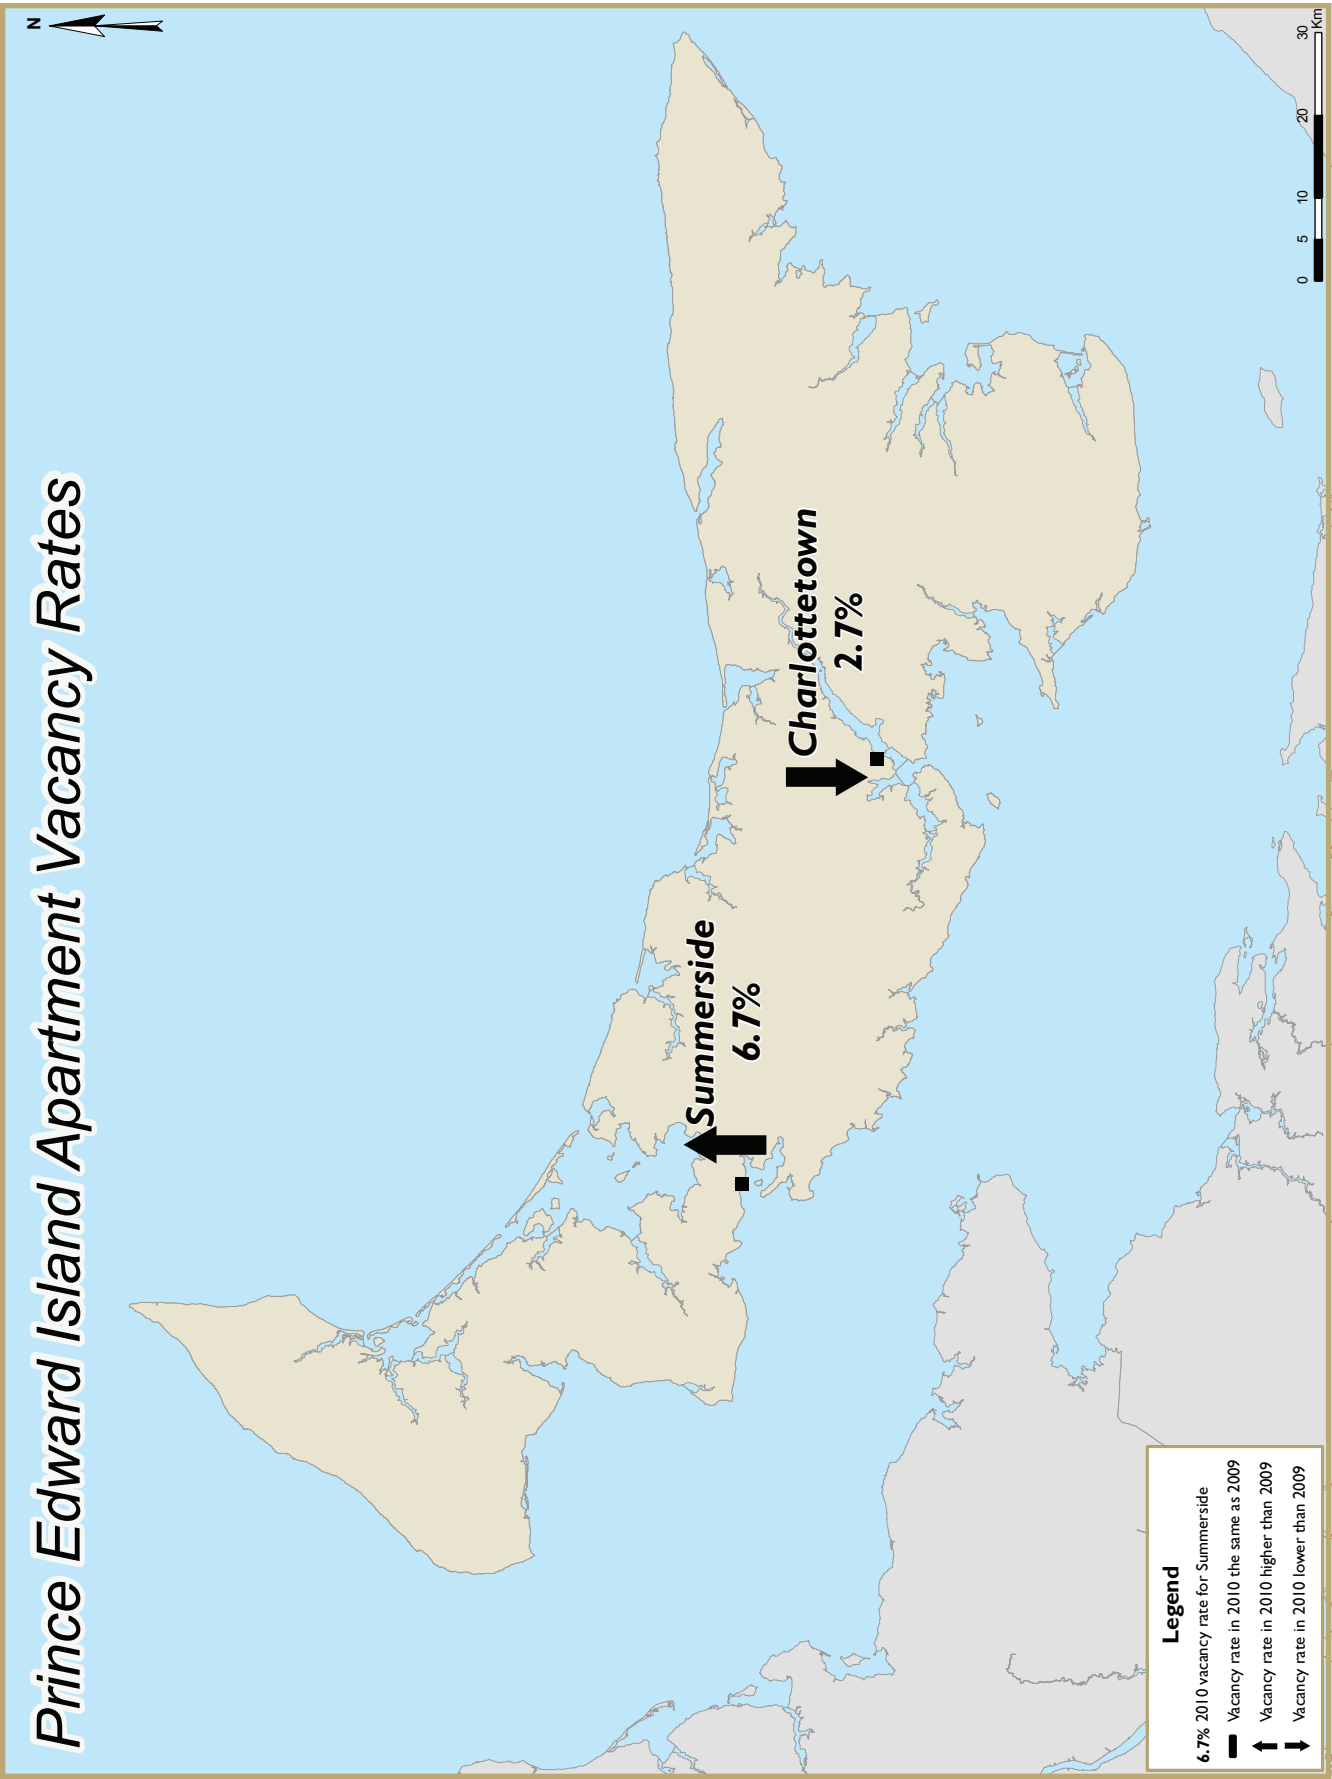 Prince Edward Island Apartment Vacancy Rates
N
Summerside
6.7%
Charlottetown
2.7%
Legend
6.7% 2010 vacancy rate for Summerside
Vacancy rate in 2010 the same as 2009
Vacancy rate in 2010 higher than 2009
Vacancy rate in 2010 lower than 2009
0 5 10 20 30
Km